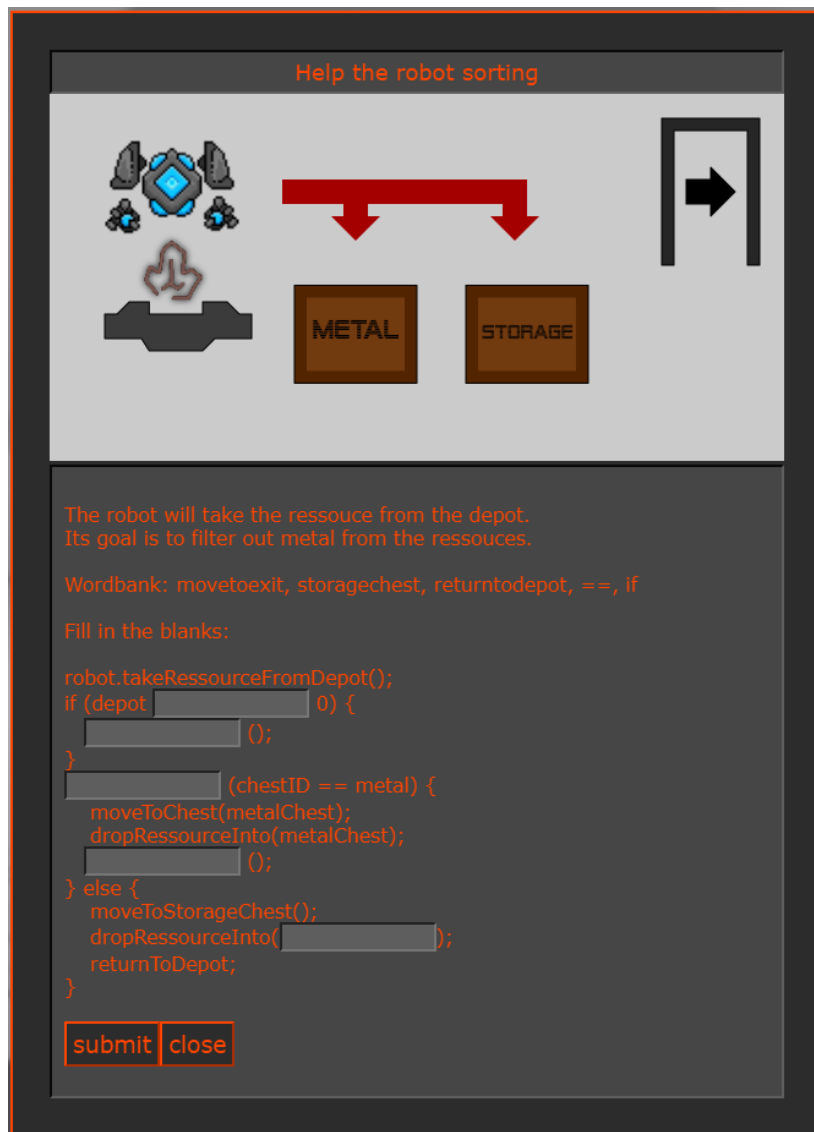 Help the robot sorting
METAL
STORAGE
The robot will take the ressouce from the depot.
Its goal is to filter out metal from the ressouces.
Wordbank: movetoexit, storagechest, returntodepot, ==, if
Fill in the blanks:
robot.takeRessourceFromDepot();
if (depot 0) {
();
}
(chestID == metal) {
moveToChest(metalChest);
dropRessourceInto(metalChest);
();
} else {
moveToStorageChest();
dropRessourceInto( );
returnToDepot;
}
submit close